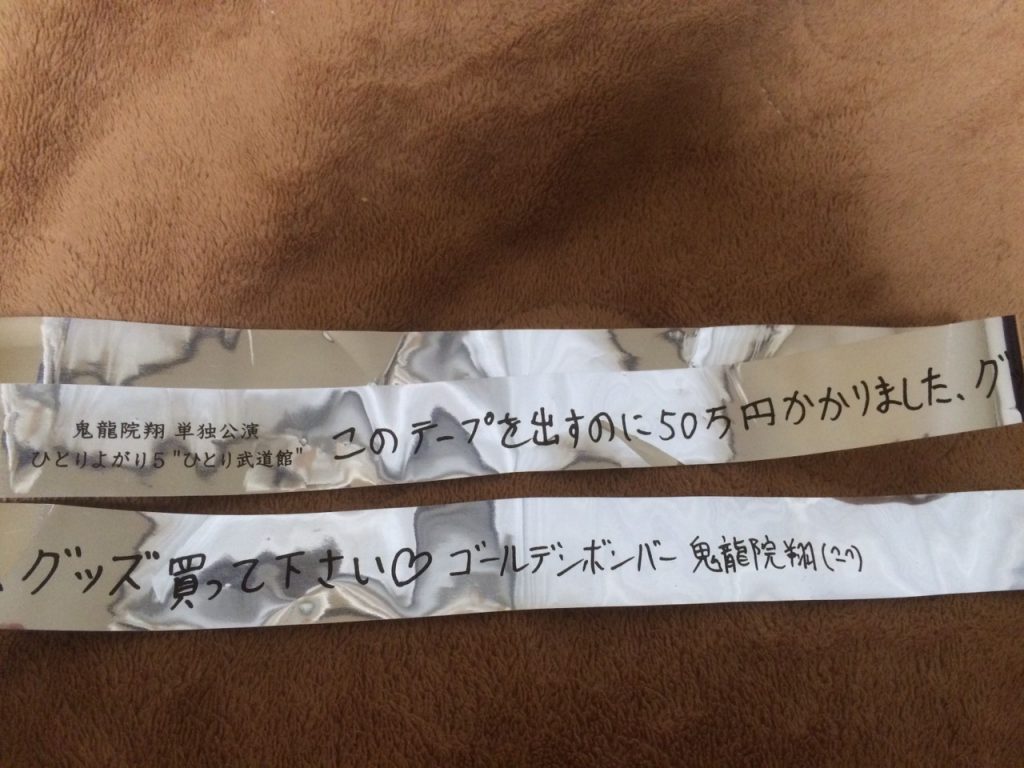 鬼龍院翔 単独公演
ひとりよがり5 "ひとり武道館"
このテープを出すのに50万円かかりました、グ
、グッズ買って下さい♡ ゴールデンボンバー 鬼龍院翔(こつ)